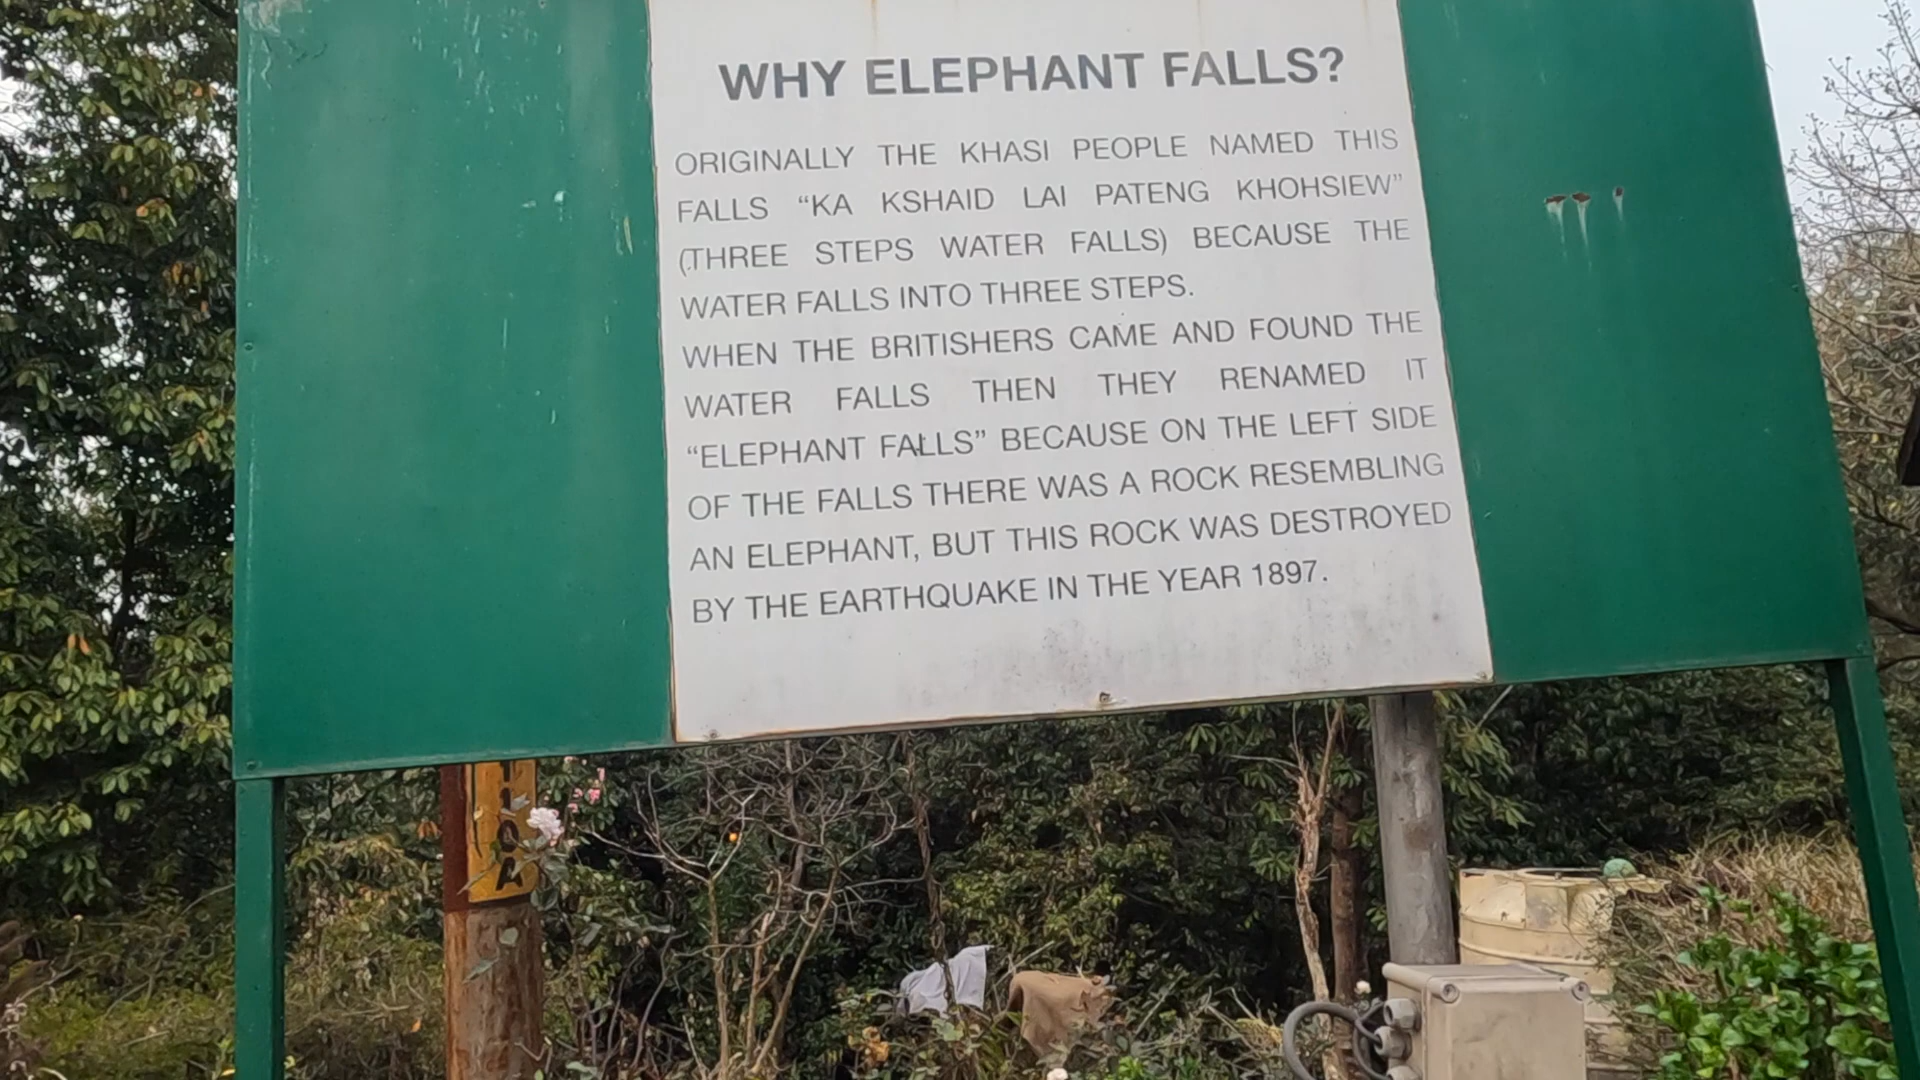 WHY ELEPHANT FALLS?
ORIGINALLY THE KHASI PEOPLE NAMED THIS
FALLS “KA KSHAID LAI PATENG KHOHSIEW”
(THREE STEPS WATER FALLS) BECAUSE THE
WATER FALLS INTO THREE STEPS.
WHEN THE BRITISHERS CAME AND FOUND THE
WATER FALLS THEN THEY RENAMED IT
“ELEPHANT FALLS” BECAUSE ON THE LEFT SIDE
OF THE FALLS THERE WAS A ROCK RESEMBLING
AN ELEPHANT, BUT THIS ROCK WAS DESTROYED
BY THE EARTHQUAKE IN THE YEAR 1897.